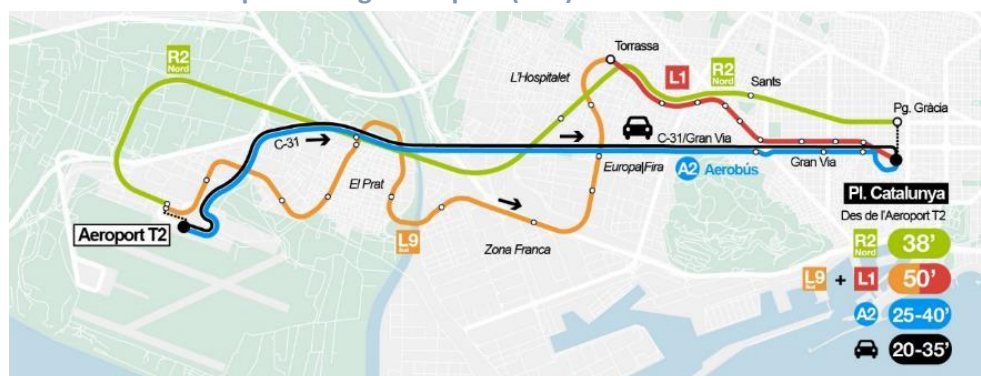 R2
Nord
Torrassa
L'Hospitalet
L1
R2
Nord
Sants
Pg. Gràcia
C-31
C-31/Gran Via
El Prat
Europa|Fira
A2 Aerobús
Gran Via
Pl. Catalunya
Aeroport T2
L9
Sud
Zona Franca
Des de l'Aeroport T2
R2
Nord
38'
L9
Sud
+ L1 50'
A2 25-40'
20-35'